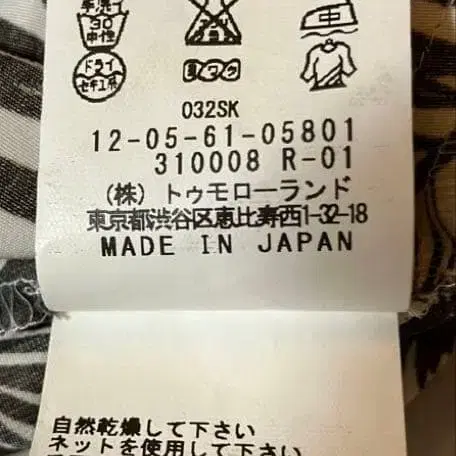 手洗イ
30
中性
中
ドライ
セキユ系
032SK
12-05-61-05801
310008 R-01
(株) トゥモローランド
東京都渋谷区恵比寿西1-32-18
MADE IN JAPAN
自然乾燥して下さい
ネットを使用して下さい